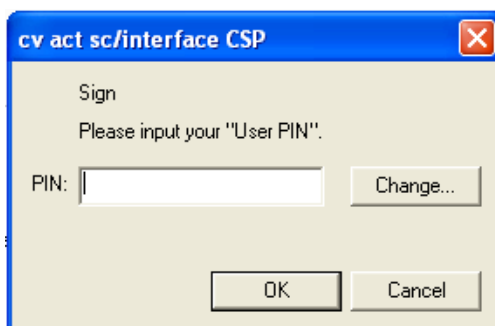 cv act sc/interface CSP
Sign
Please input your "User PIN".
PIN:
Change...
OK
Cancel